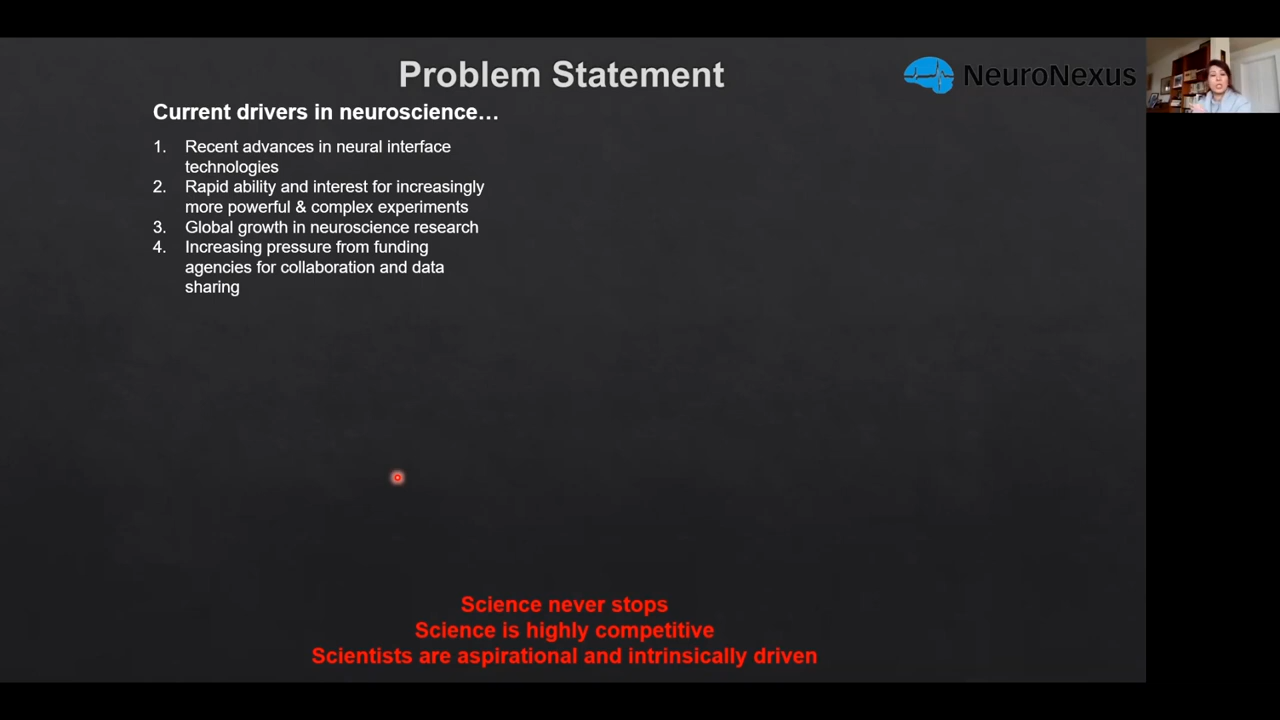 Problem Statement
NeuroNexus
Current drivers in neuroscience…
1. Recent advances in neural interface
technologies
2. Rapid ability and interest for increasingly
more powerful & complex experiments
3. Global growth in neuroscience research
4. Increasing pressure from funding
agencies for collaboration and data
sharing
Science never stops
Science is highly competitive
Scientists are aspirational and intrinsically driven